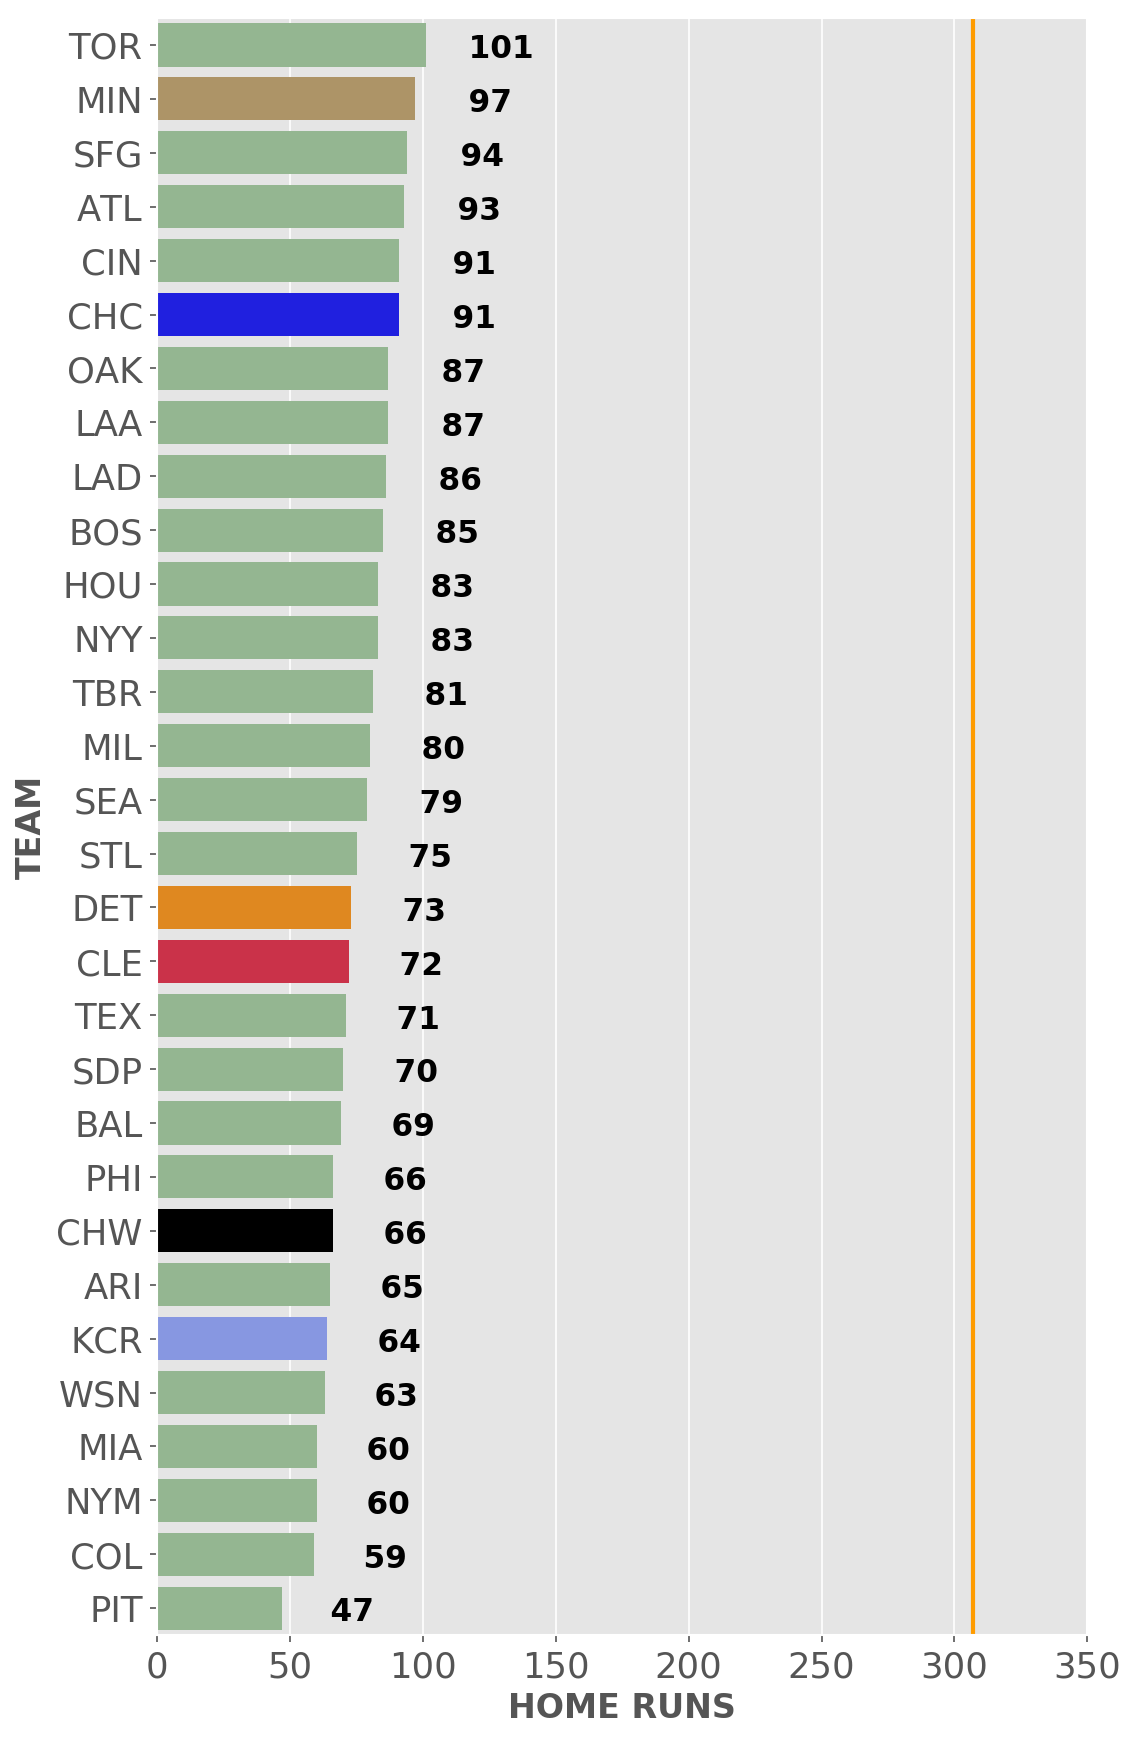 TOR 101
MIN 97
SFG 94
ATL 93
CIN 91
CHC 91
OAK 87
LAA 87
LAD 86
BOS 85
HOU 83
NYY 83
TBR 81
MIL 80
SEA 79
STL 75
DET 73
CLE 72
TEX 71
SDP 70
BAL 69
PHI 66
CHW 66
ARI 65
KCR 64
WSN 63
MIA 60
NYM 60
COL 59
PIT 47
TEAM
0 50 100 150 200 250 300 350
HOME RUNS